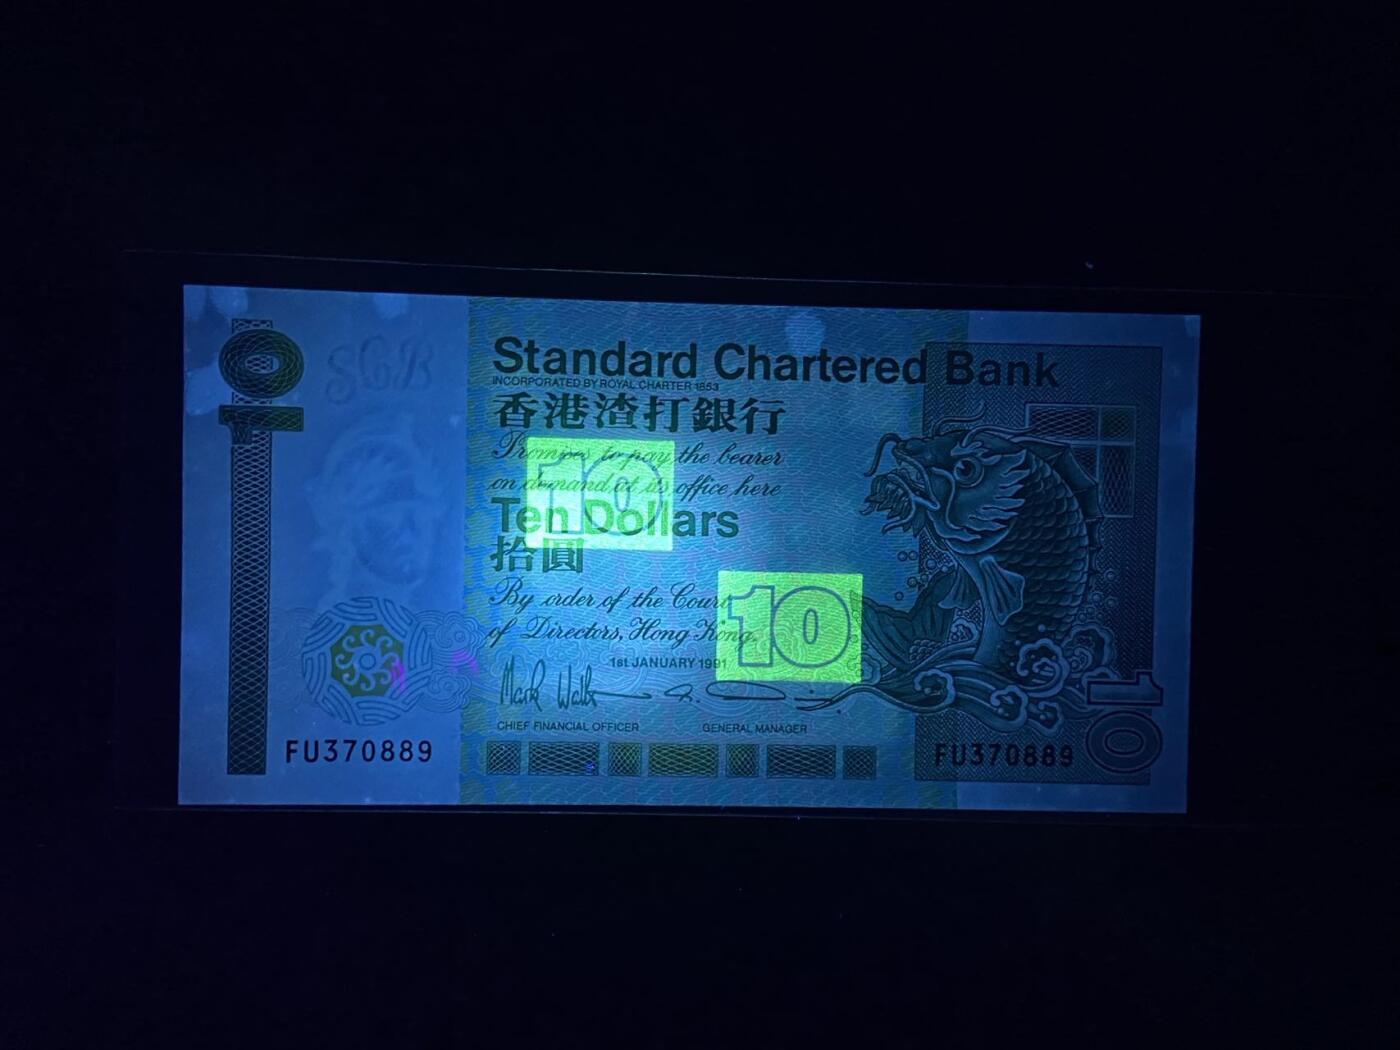 10
SCB
Standard Chartered Bank
INCORPORATED BY ROYAL CHARTER 1853
香港渣打銀行
Promises to pay the bearer
on demand at its office here
10
Ten Dollars
拾圓
By order of the Court
of Directors, Hong Kong.
10
1st JANUARY 1991
CHIEF FINANCIAL OFFICER GENERAL MANAGER
FU370889 FU370889
10